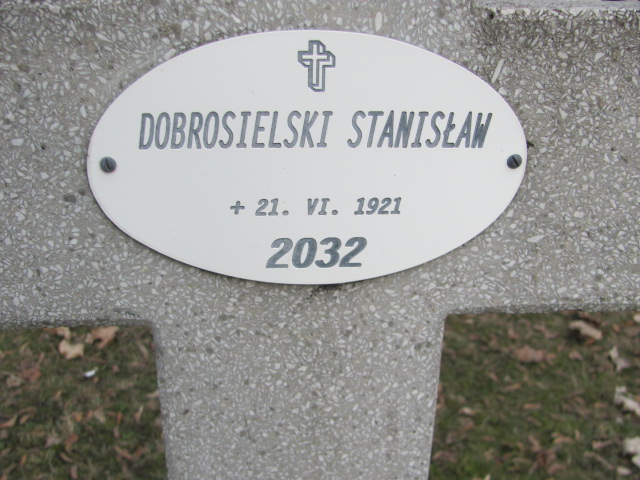 DOBROSIELSKI STANISŁAW
+ 21. VI. 1921
2032